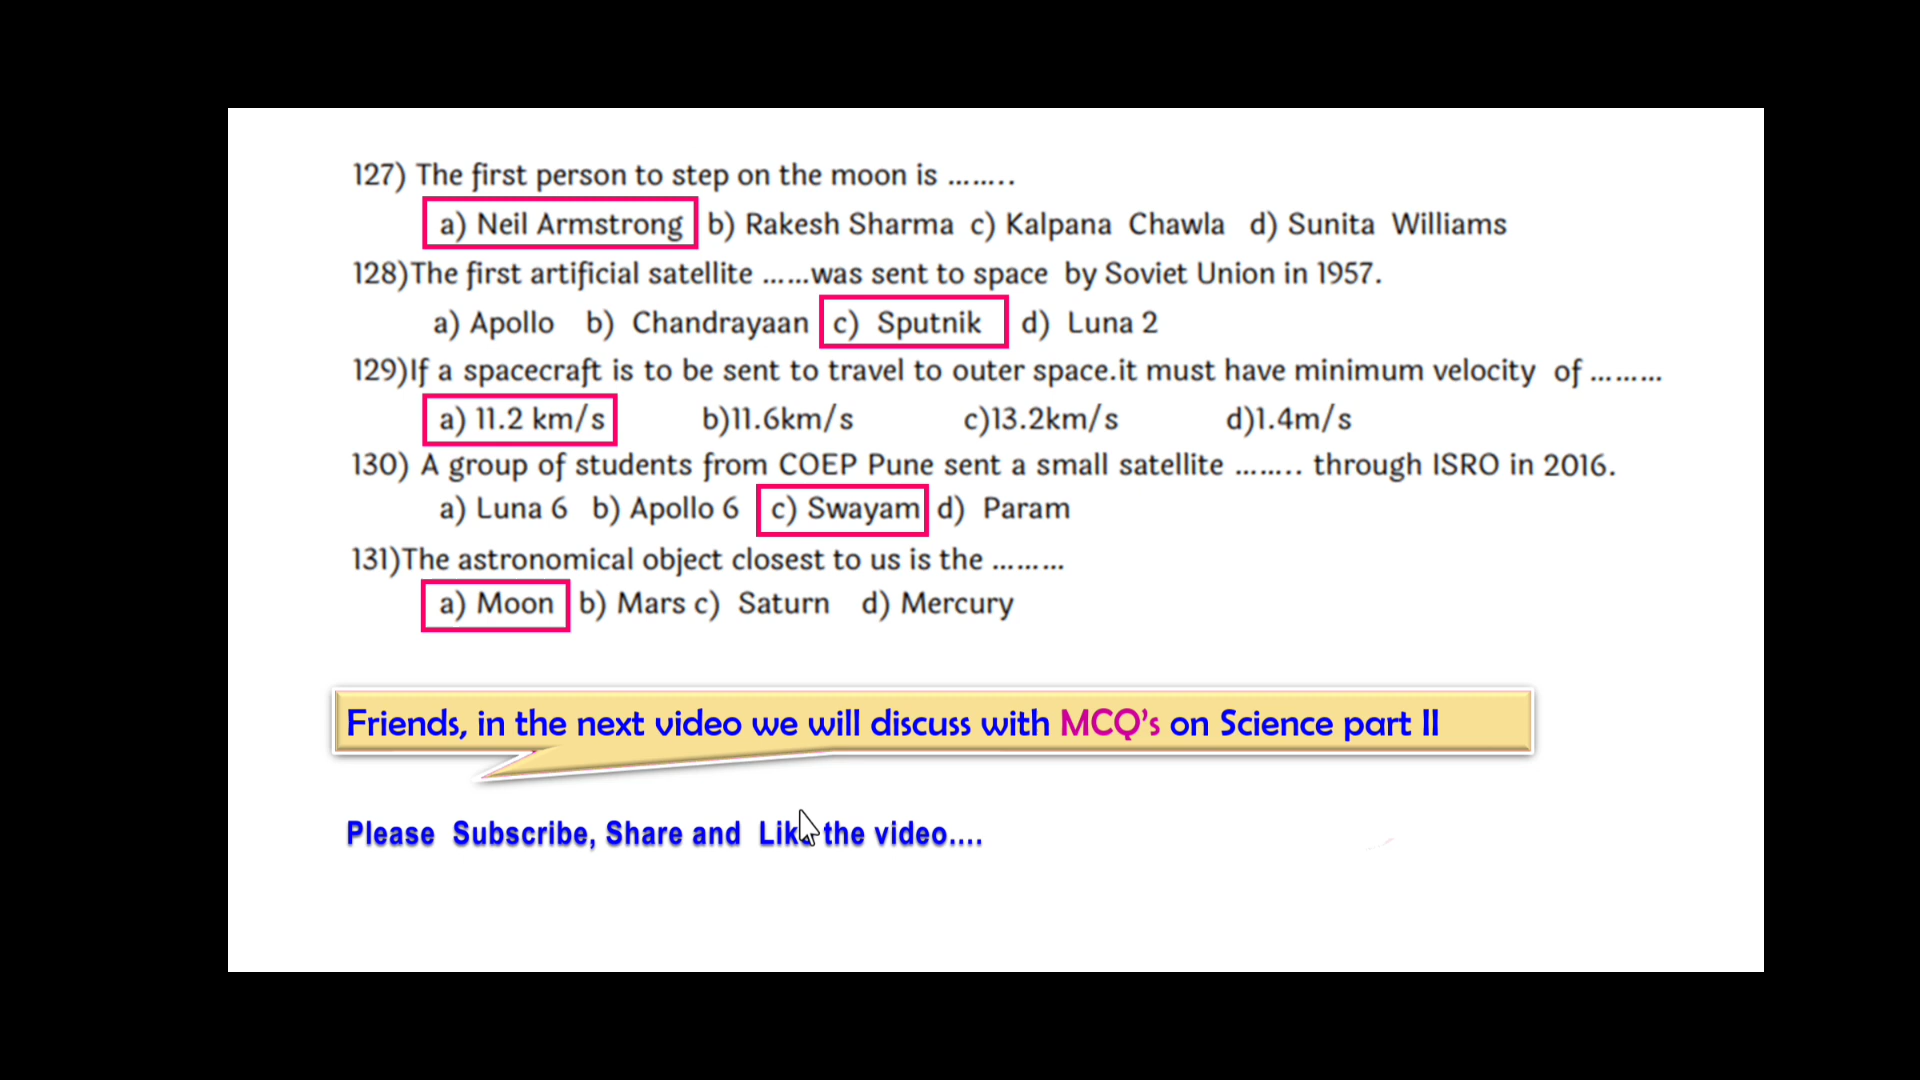 127) The first person to step on the moon is ........
a) Neil Armstrong b) Rakesh Sharma c) Kalpana Chawla d) Sunita Williams
128)The first artificial satellite ......was sent to space by Soviet Union in 1957.
a) Apollo b) Chandrayaan c) Sputnik d) Luna 2
129)If a spacecraft is to be sent to travel to outer space.it must have minimum velocity of .........
a) 11.2 km/s b)11.6km/s c)13.2km/s d)1.4m/s
130) A group of students from COEP Pune sent a small satellite ........ through ISRO in 2016.
a) Luna 6 b) Apollo 6 c) Swayam d) Param
131)The astronomical object closest to us is the .........
a) Moon b) Mars c) Saturn d) Mercury
Friends, in the next video we will discuss with MCQ's on Science part II
Please Subscribe, Share and Like the video....